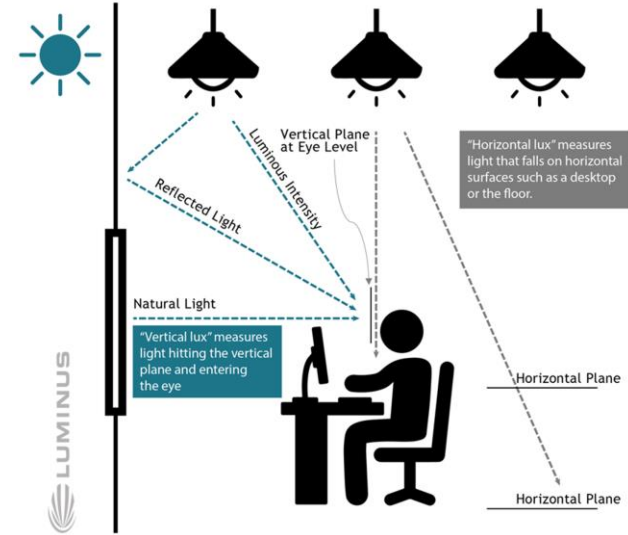 Vertical Plane
at Eye Level
"Horizontal lux" measures
light that falls on horizontal
surfaces such as a desktop
or the floor.
Luminous Intensity
Reflected Light
Natural Light
"Vertical lux" measures
light hitting the vertical
plane and entering
the eye
Horizontal Plane
Horizontal Plane
LUMINUS